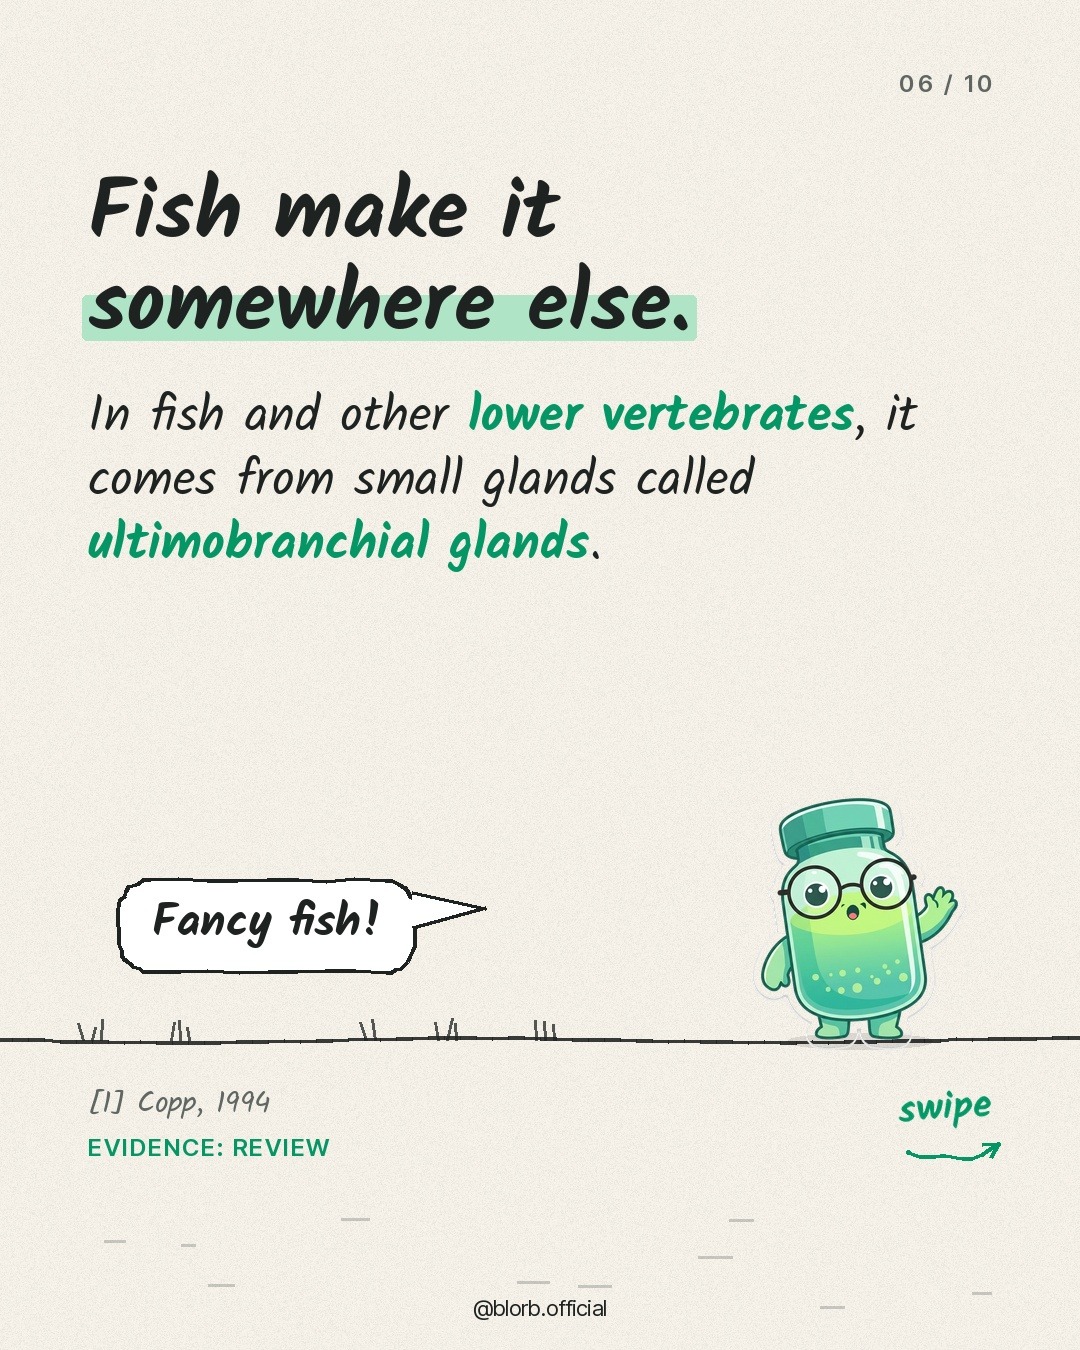 06 / 10
Fish make it
somewhere else.
In fish and other lower vertebrates, it
comes from small glands called
ultimobranchial glands.
Fancy fish!
[1] Copp, 1994
EVIDENCE: REVIEW
swipe
@blorb.official